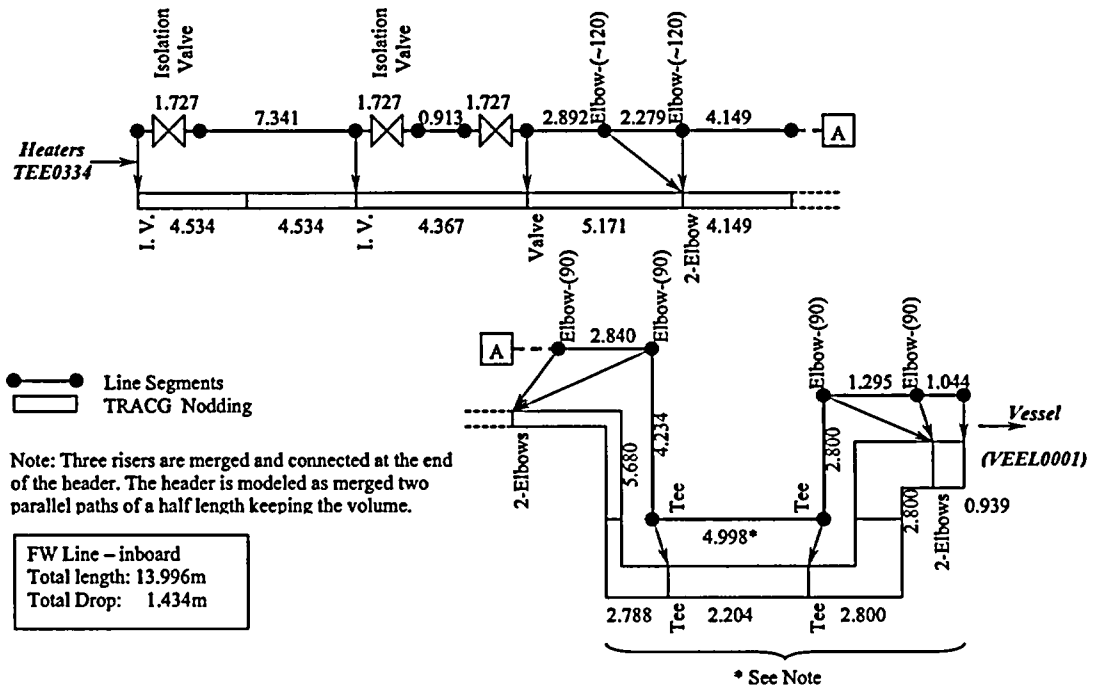 Isolation
Valve
Isolation
Valve
Elbow-(~120)
Elbow-(~120)
1.727
7.341
1.727
0.913
1.727
2.892
2.279
4.149
A
Heaters
TEE0334
I. V.
4.534
4.534
I. V.
4.367
Valve
5.171
2-Elbow
4.149
Elbow-(90)
Elbow-(90)
A
2.840
Elbow-(90)
Elbow-(90)
1.295
1.044
Vessel
(VEEL0001)
Line Segments
TRACG Nodding
2-Elbows
5.680
4.234
2.800
2.800
2-Elbows
0.939
Note: Three risers are merged and connected at the end
of the header. The header is modeled as merged two
parallel paths of a half length keeping the volume.
Tee
Tee
4.998*
FW Line – inboard
Total length: 13.996m
Total Drop: 1.434m
2.788
Tee
2.204
Tee
2.800
* See Note